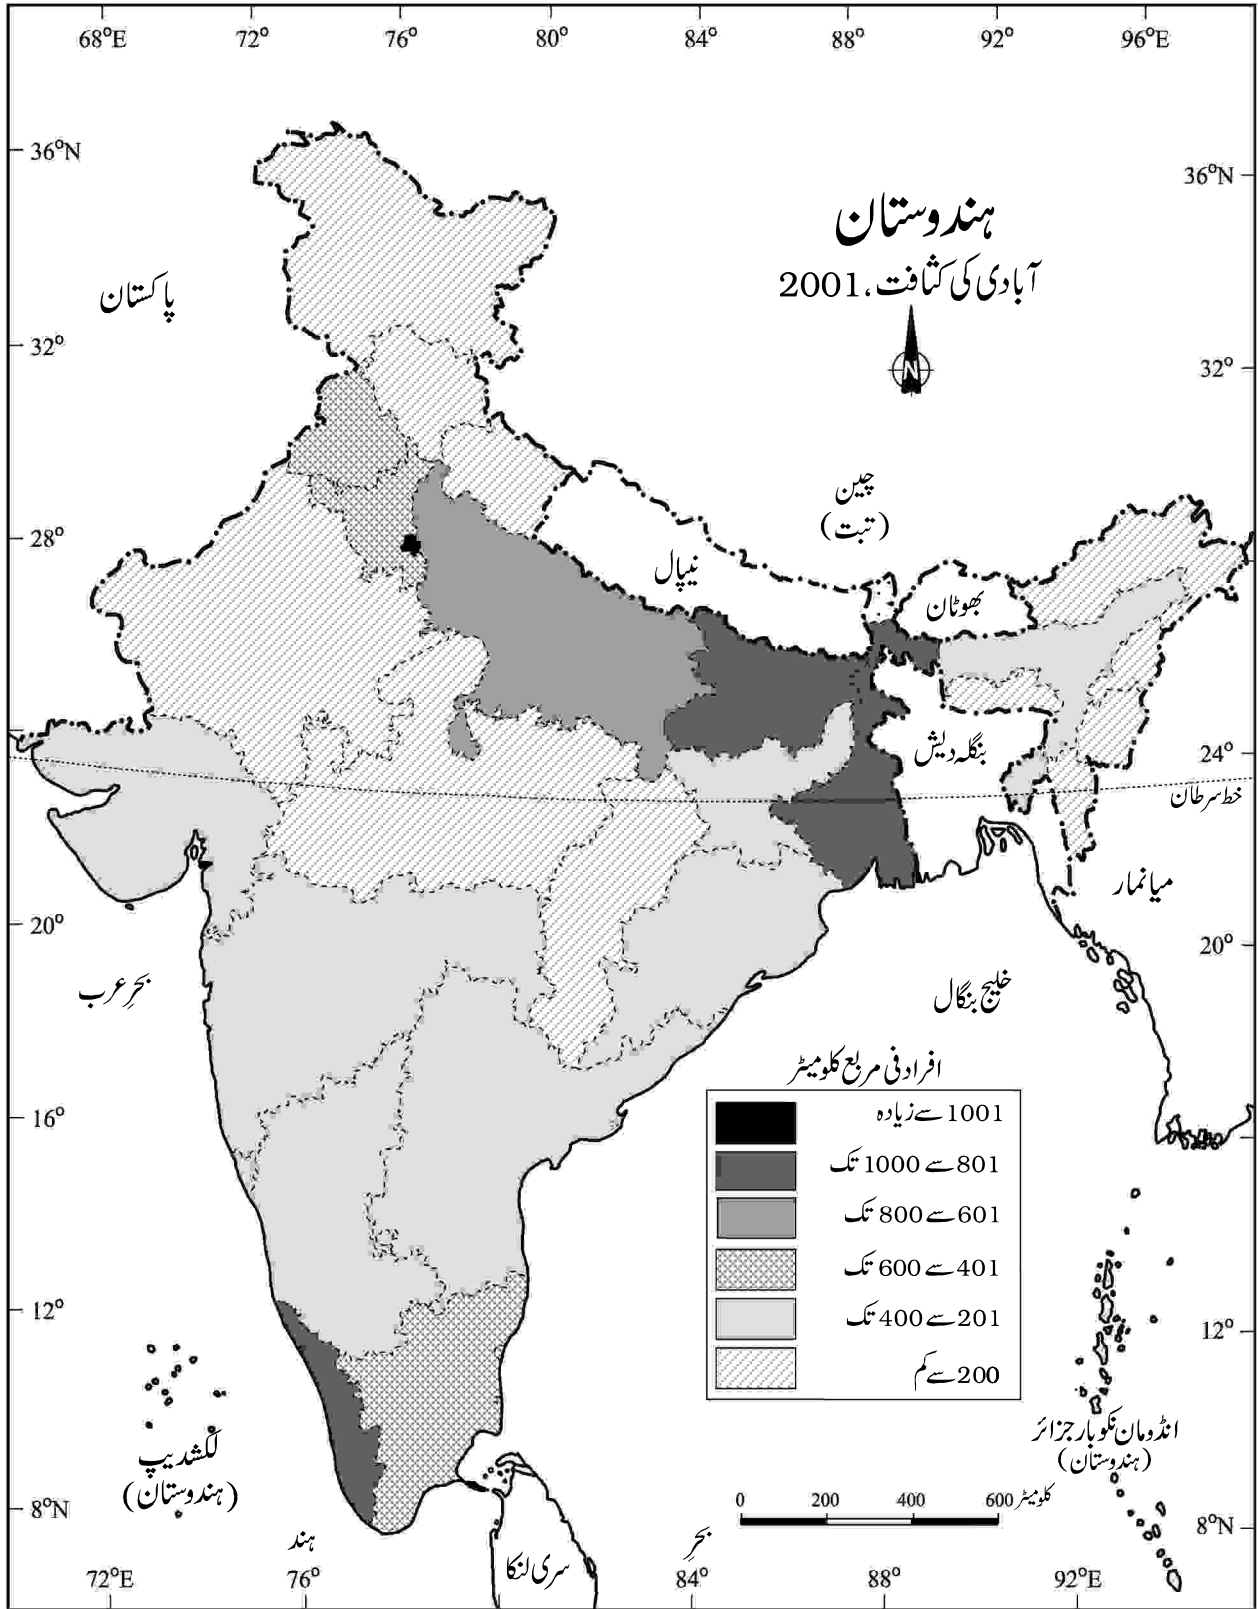 68°E 72° 76° 80° 84° 88° 92° 96°E
36°N
36°N
ہندوستان
آبادی کی کثافت، 2001
پاکستان
32°
32°
N
چین
(تبت)
28°
نیپال
بھوٹان
بنگلہ دیش
24°
خط سرطان
میانمار
20°
20°
بحرِ عرب
خلیج بنگال
افراد فی مربع کلومیٹر
1001 سے زیادہ
801 سے 1000 تک
601 سے 800 تک
401 سے 600 تک
201 سے 400 تک
200 سے کم
16°
12°
12°
لکشدیپ
(ہندوستان)
انڈومان نکوبار جزائر
(ہندوستان)
0 200 400 600 کلومیٹر
8°N
8°N
ہند
بحرِ
سری لنکا
72°E 76° 84° 88° 92°E